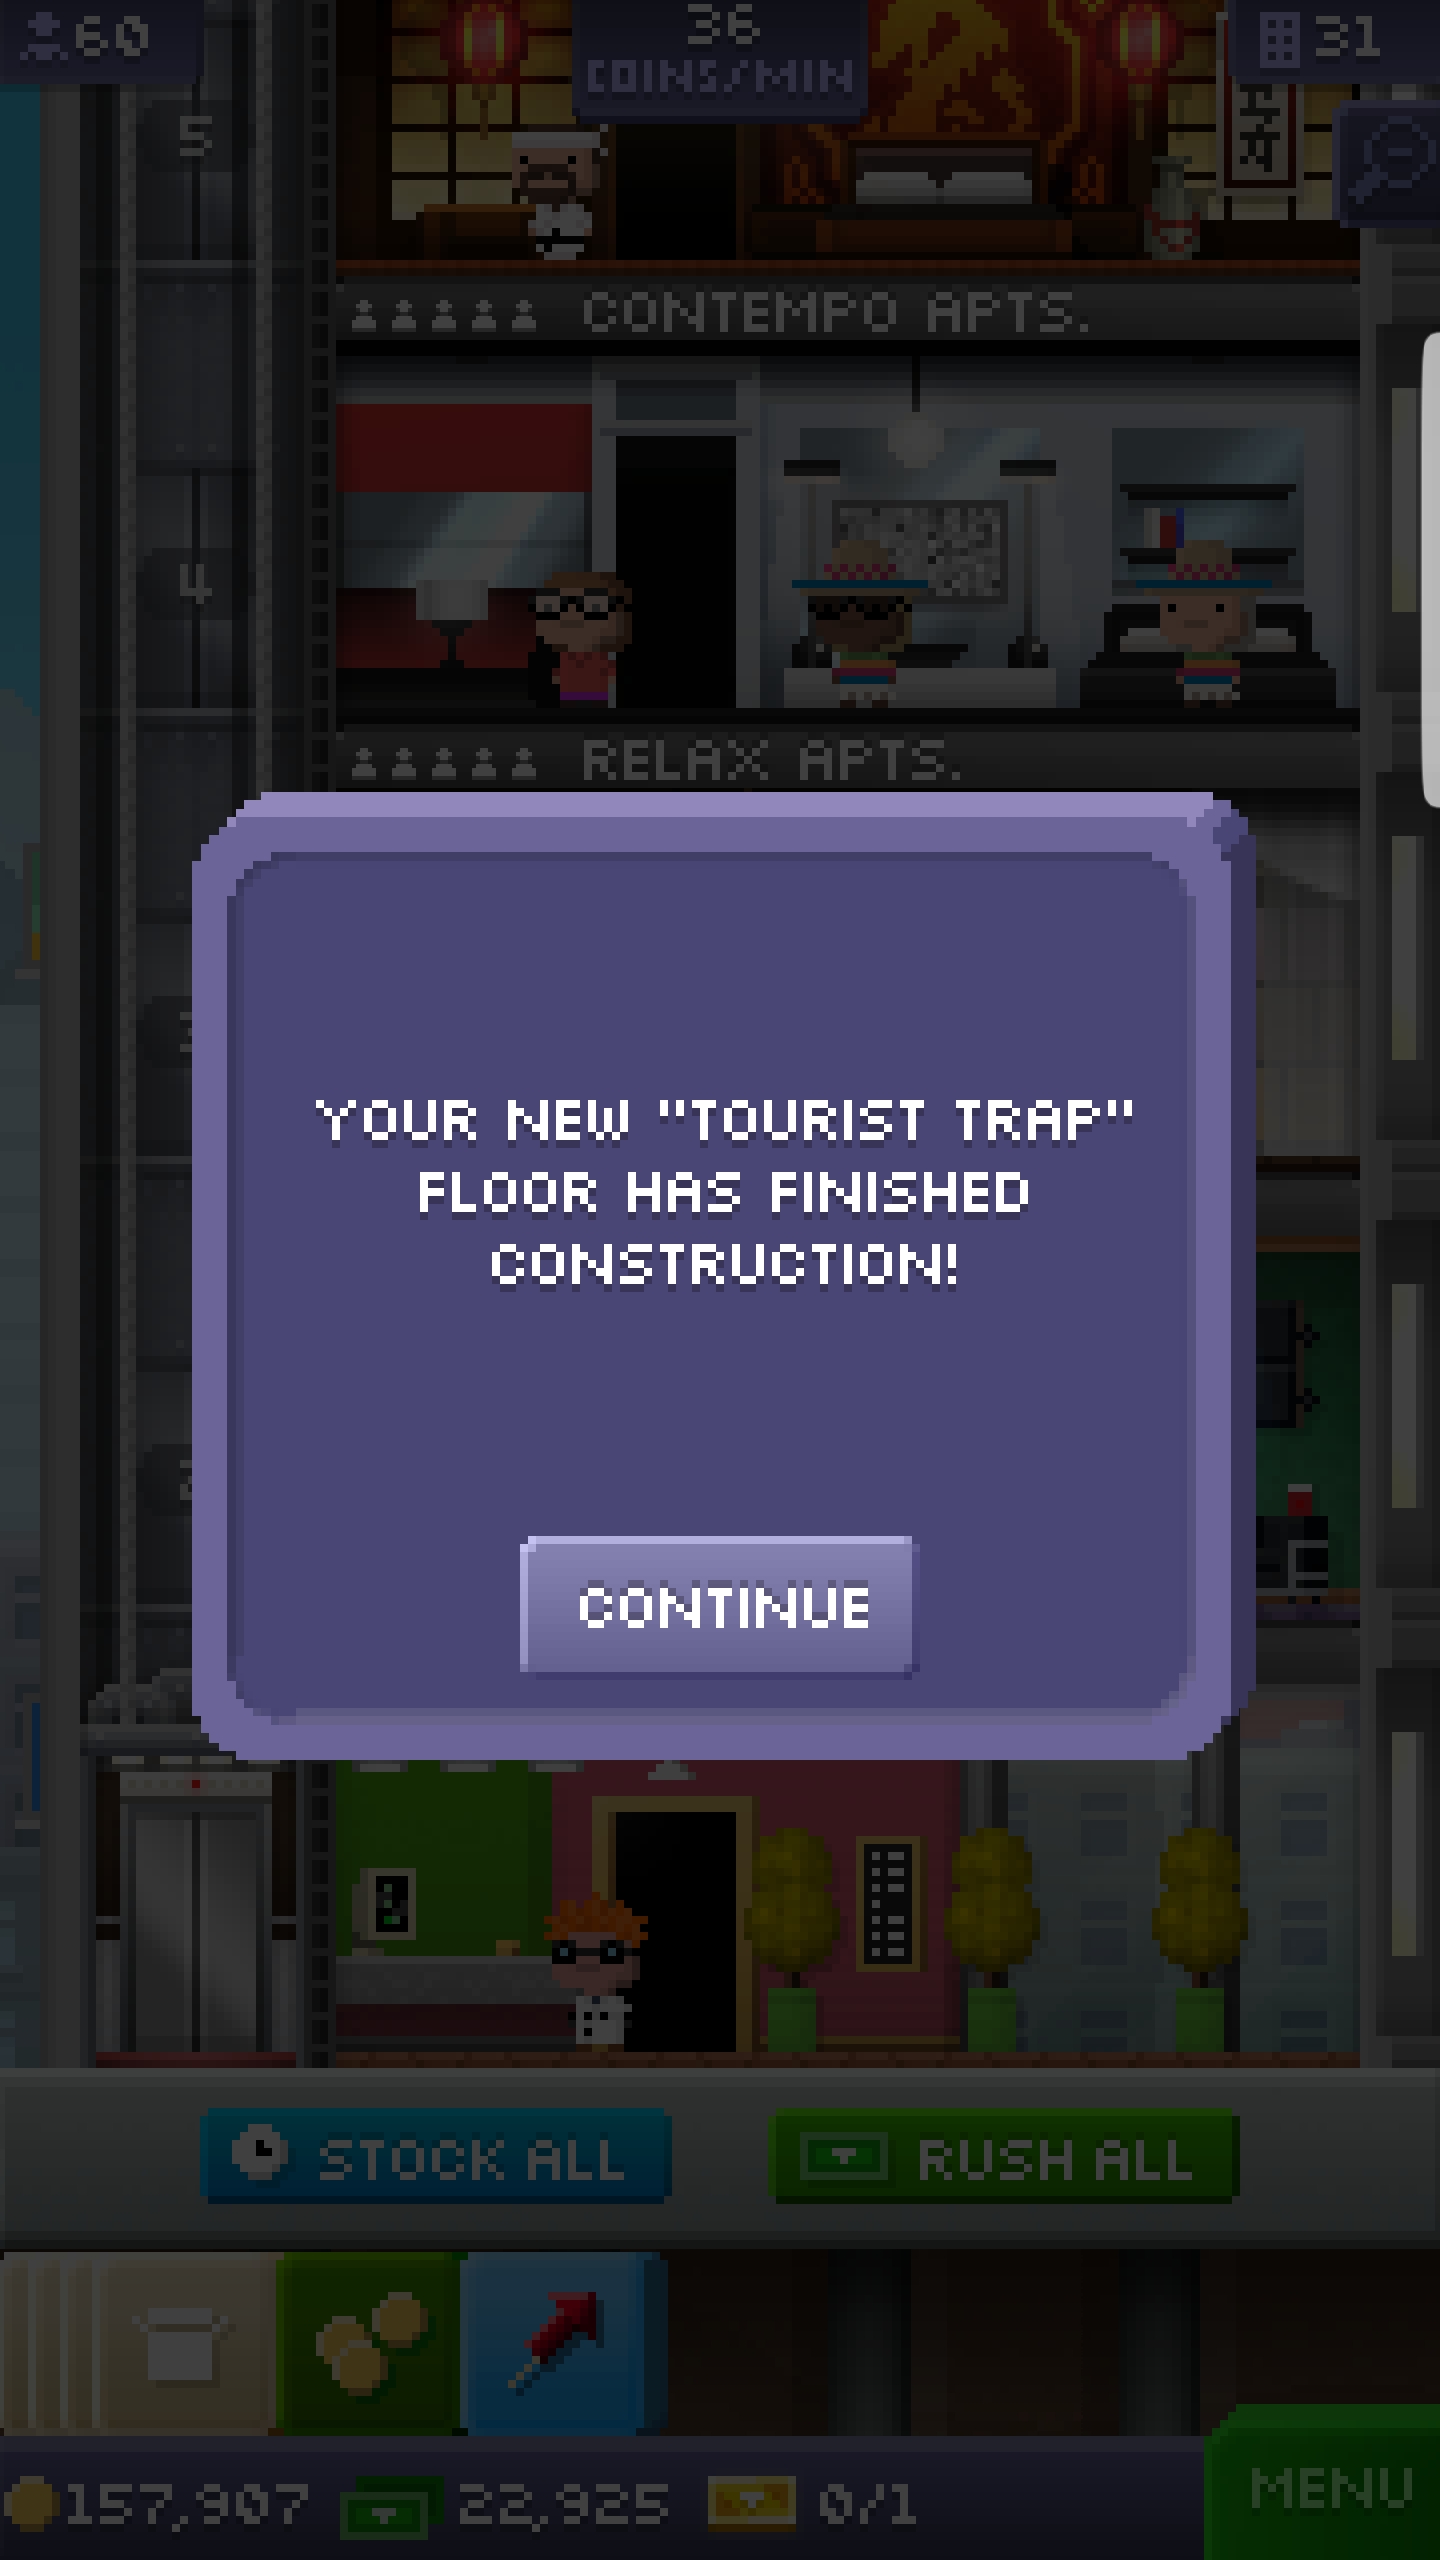 60
36
COINS/MIN
31
5
CONTEMPO APTS.
4
RELAX APTS.
YOUR NEW "TOURIST TRAP"
FLOOR HAS FINISHED
CONSTRUCTION!
CONTINUE
STOCK ALL
RUSH ALL
157,907
22,925
0/1
MENU